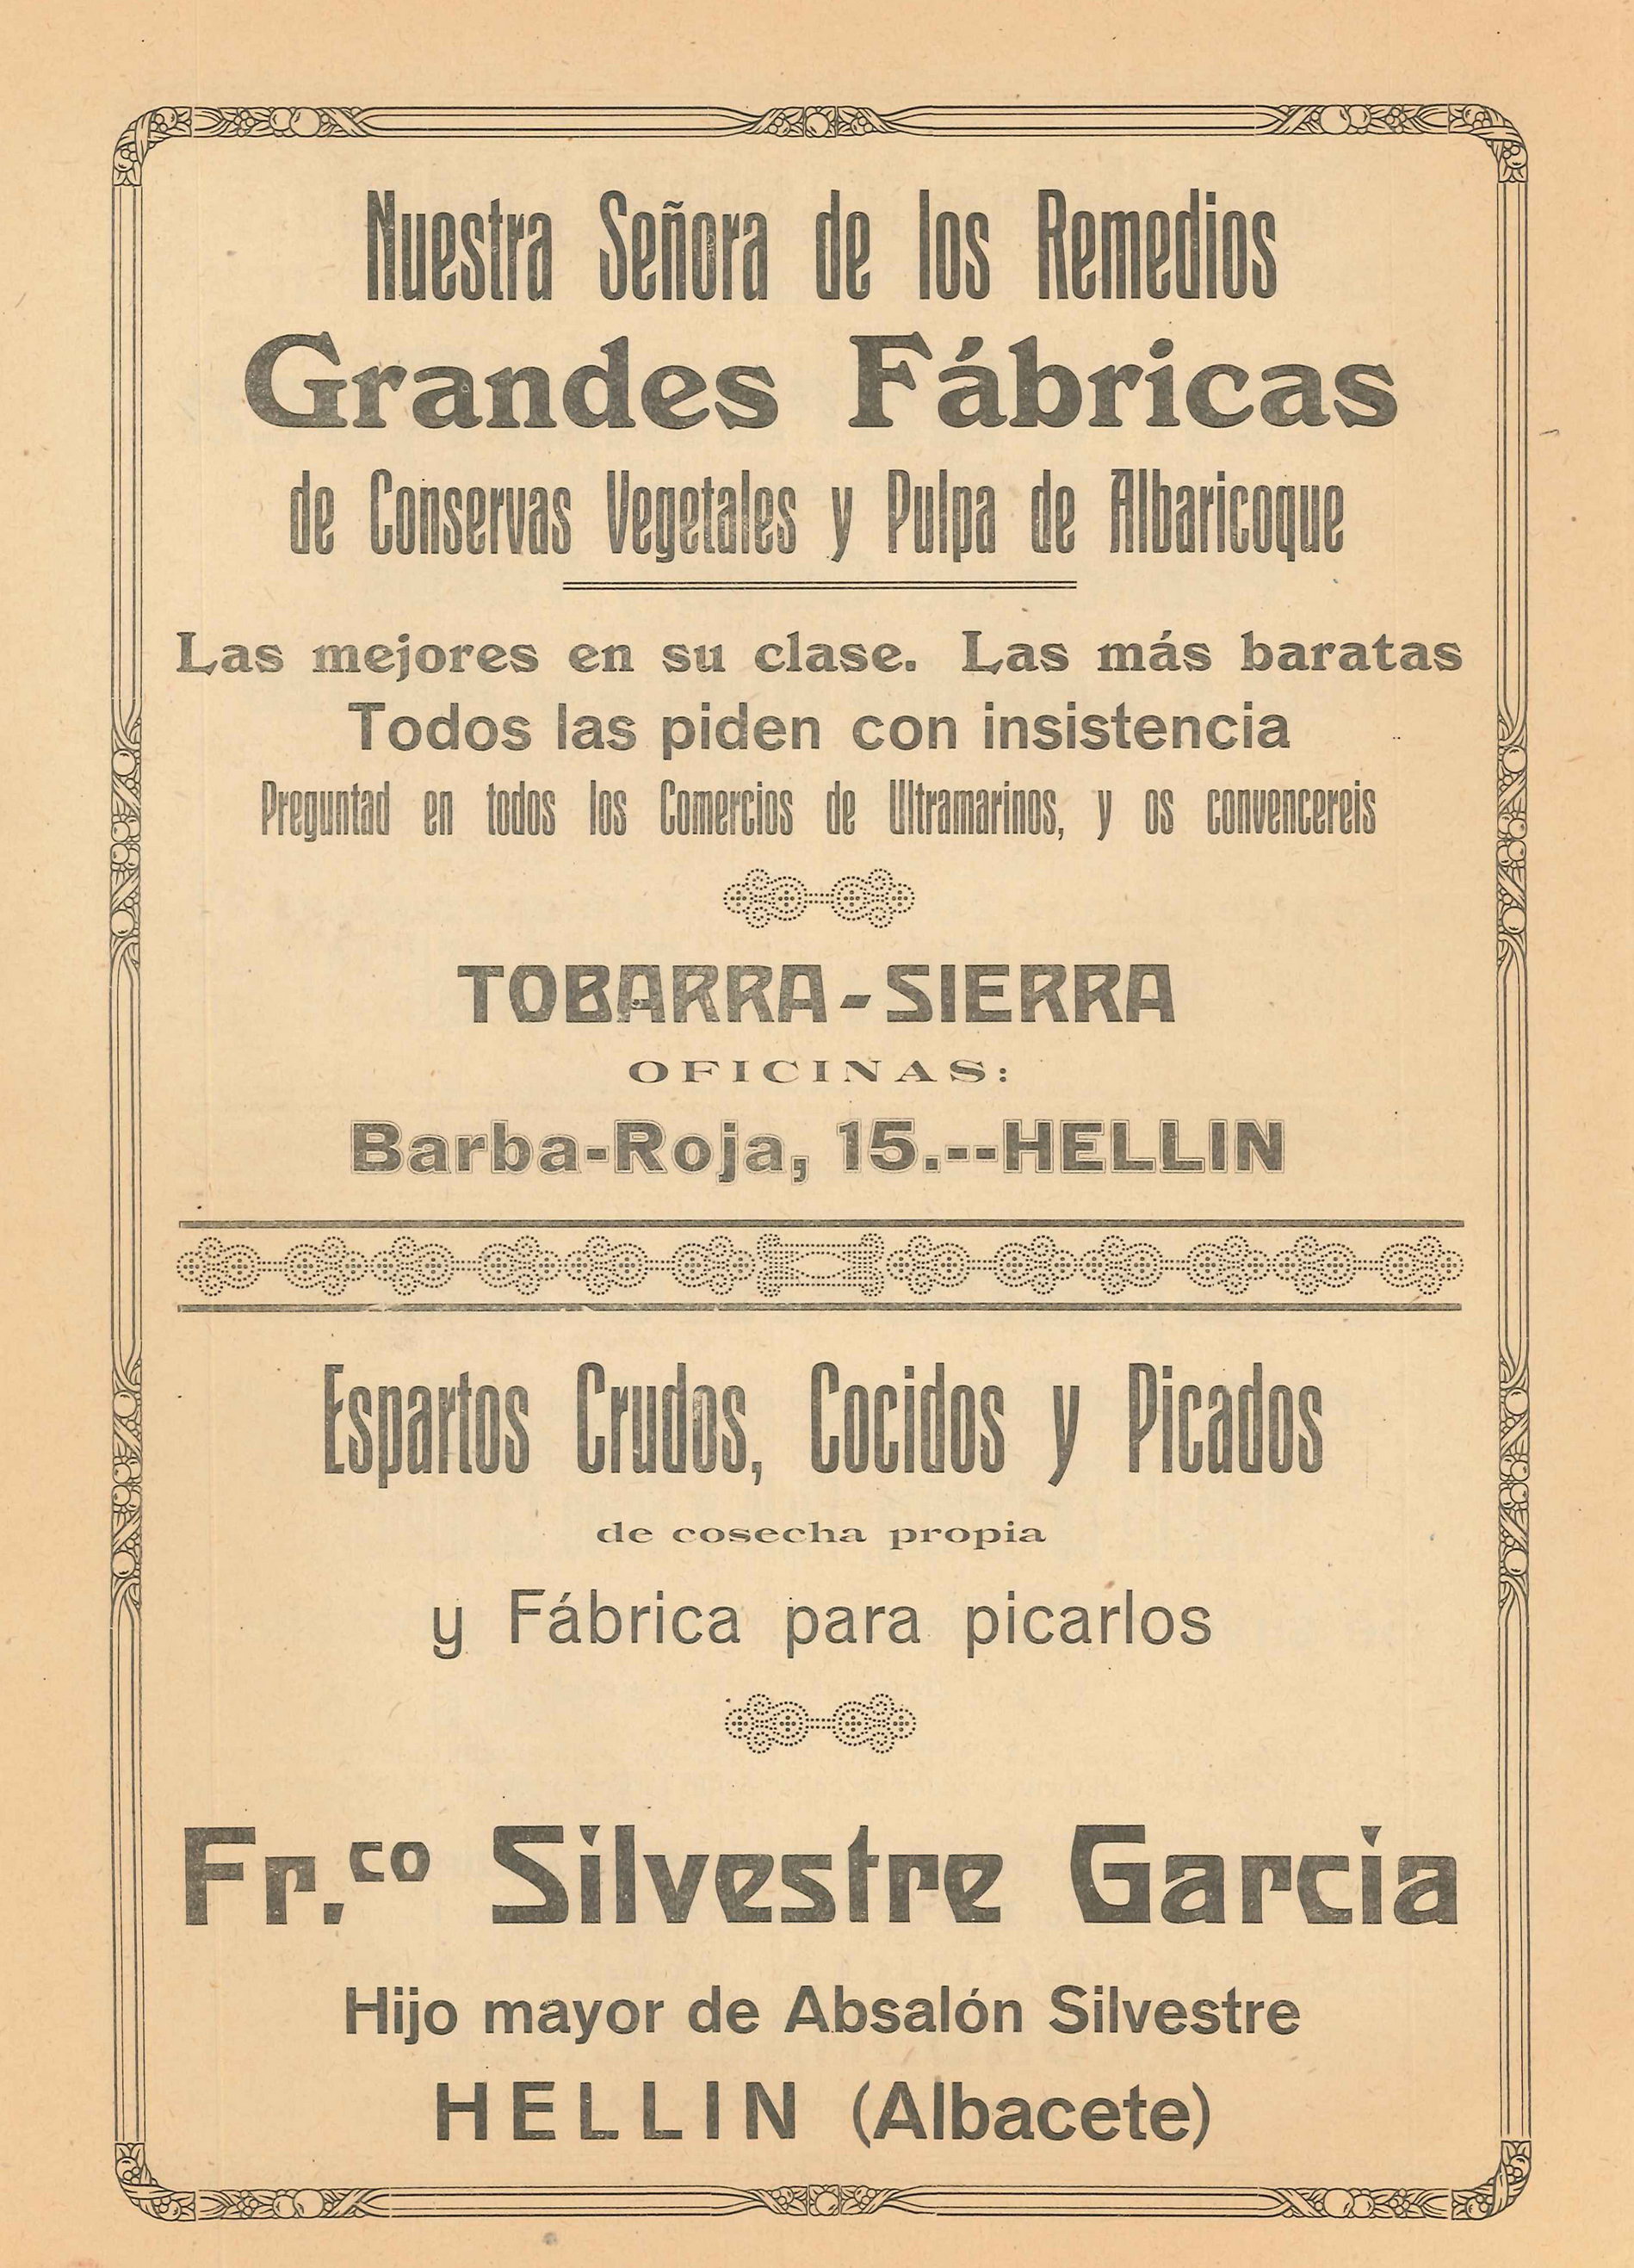 Nuestra Señora de los Remedios
Grandes Fábricas
de Conservas Vegetales y Pulpa de Albaricoque
Las mejores en su clase. Las más baratas
Todos las piden con insistencia
Preguntad en todos los Comercios de Ultramarinos, y os convencereis
TOBARRA-SIERRA
OFICINAS:
Barba-Roja, 15.--HELLIN
Espartos Crudos, Cocidos y Picados
de cosecha propia
y Fábrica para picarlos
Fr.co Silvestre García
Hijo mayor de Absalón Silvestre
HELLIN (Albacete)